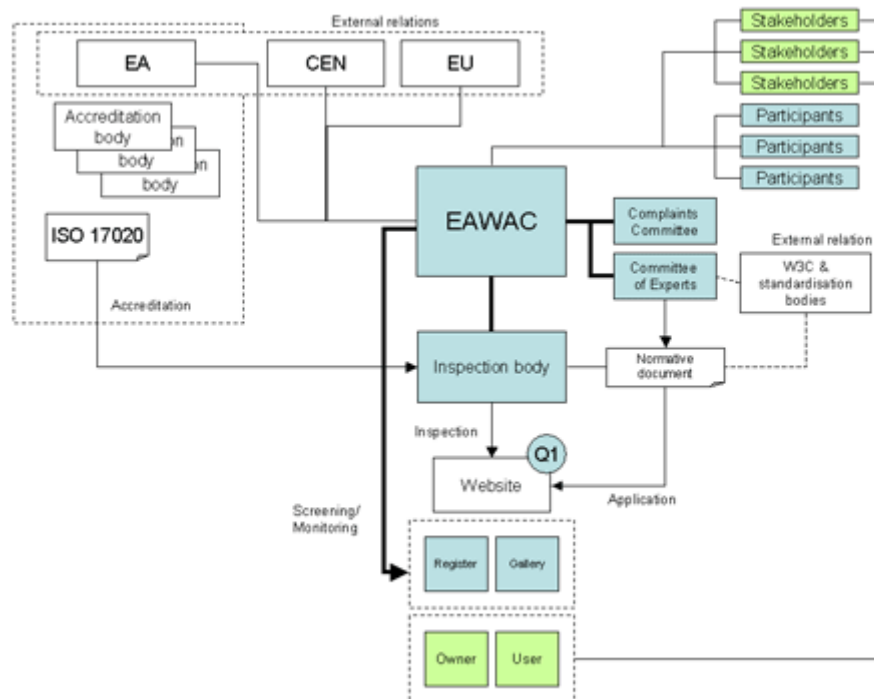 External relations
EA
CEN
EU
Stakeholders
Stakeholders
Stakeholders
Participants
Participants
Participants
Accreditation
body
on
body
on
body
ISO 17020
Accreditation
EAWAC
Complaints
Committee
Committee
of Experts
External relation
W3C &
standardisation
bodies
Inspection body
Normative
document
Inspection
Q1
Website
Application
Screening/
Monitoring
Register
Gallery
Owner
User